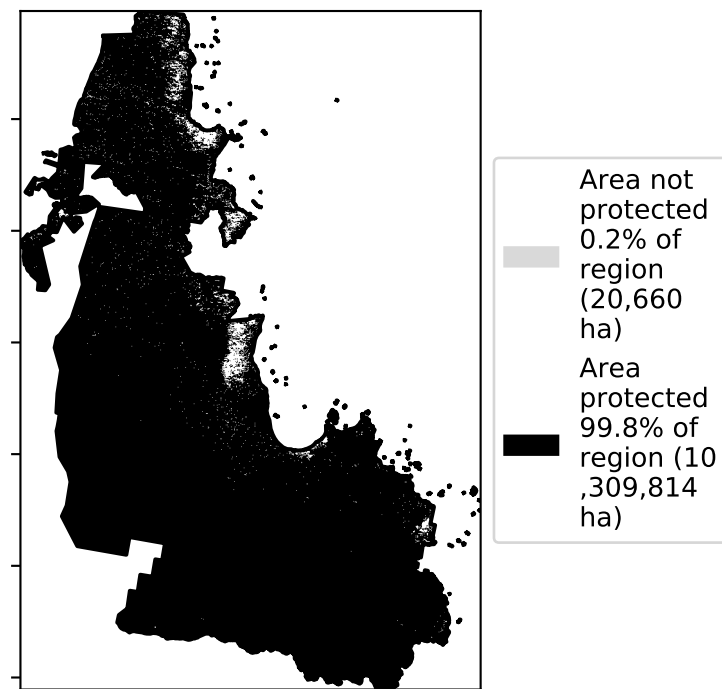 Area not
protected
0.2% of
region
(20,660
ha)
Area
protected
99.8% of
region (10
,309,814
ha)